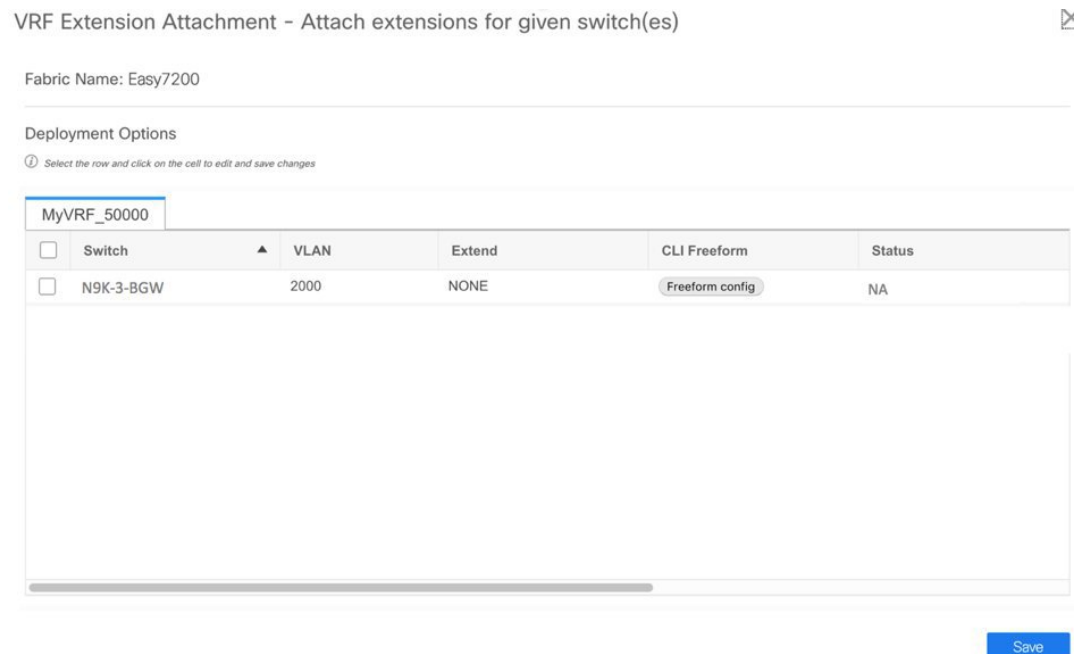 VRF Extension Attachment - Attach extensions for given switch(es)
Fabric Name: Easy7200
Deployment Options
Select the row and click on the cell to edit and save changes
MyVRF_50000
Switch VLAN Extend CLI Freeform Status
N9K-3-BGW 2000 NONE Freeform config NA
Save